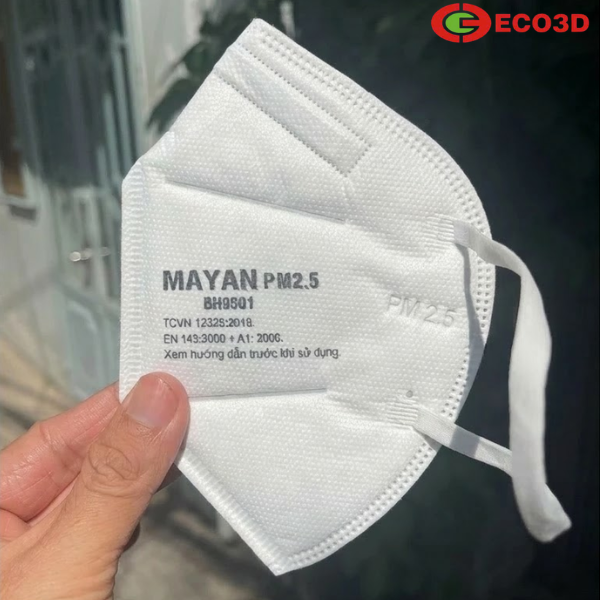 ECO3D
MAYAN PM2.5
BH9801
PM 2.5
TCVN 12325:2018.
EN 143:3000 + A1: 2006.
Xem hướng dẫn trước khi sử dụng.